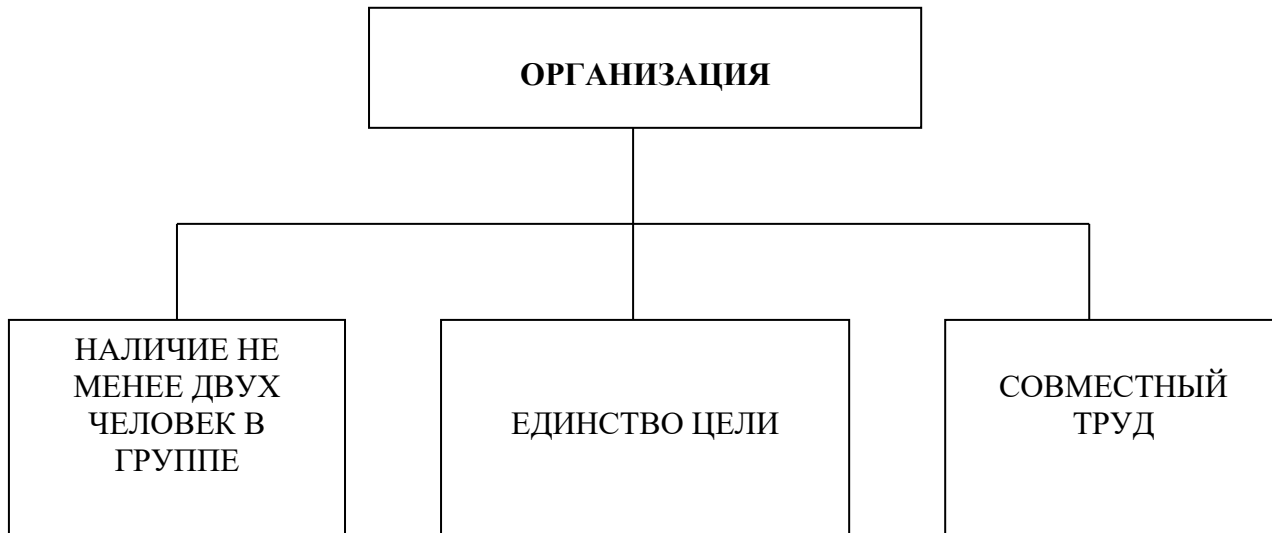 ОРГАНИЗАЦИЯ
НАЛИЧИЕ НЕ
МЕНЕЕ ДВУХ
ЧЕЛОВЕК В
ГРУППЕ
ЕДИНСТВО ЦЕЛИ
СОВМЕСТНЫЙ
ТРУД